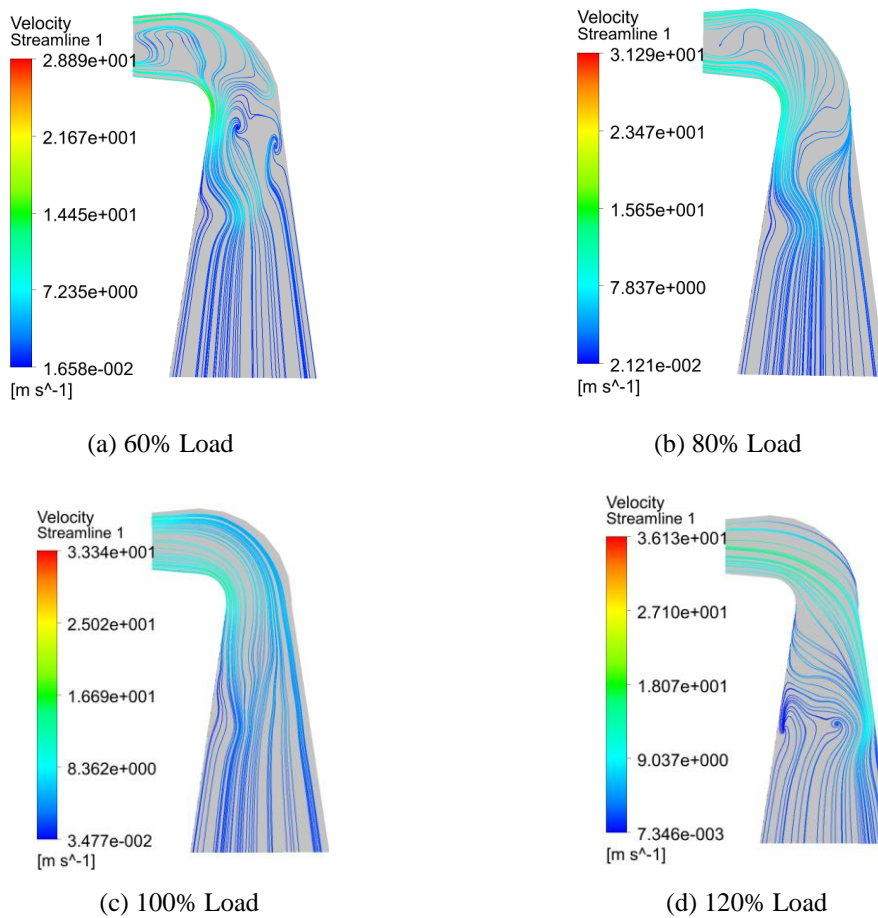 Velocity
Streamline 1
2.889e+001
2.167e+001
1.445e+001
7.235e+000
1.658e-002
[m s^-1]
(a) 60% Load
Velocity
Streamline 1
3.129e+001
2.347e+001
1.565e+001
7.837e+000
2.121e-002
[m s^-1]
(b) 80% Load
Velocity
Streamline 1
3.334e+001
2.502e+001
1.669e+001
8.362e+000
3.477e-002
[m s^-1]
(c) 100% Load
Velocity
Streamline 1
3.613e+001
2.710e+001
1.807e+001
9.037e+000
7.346e-003
[m s^-1]
(d) 120% Load